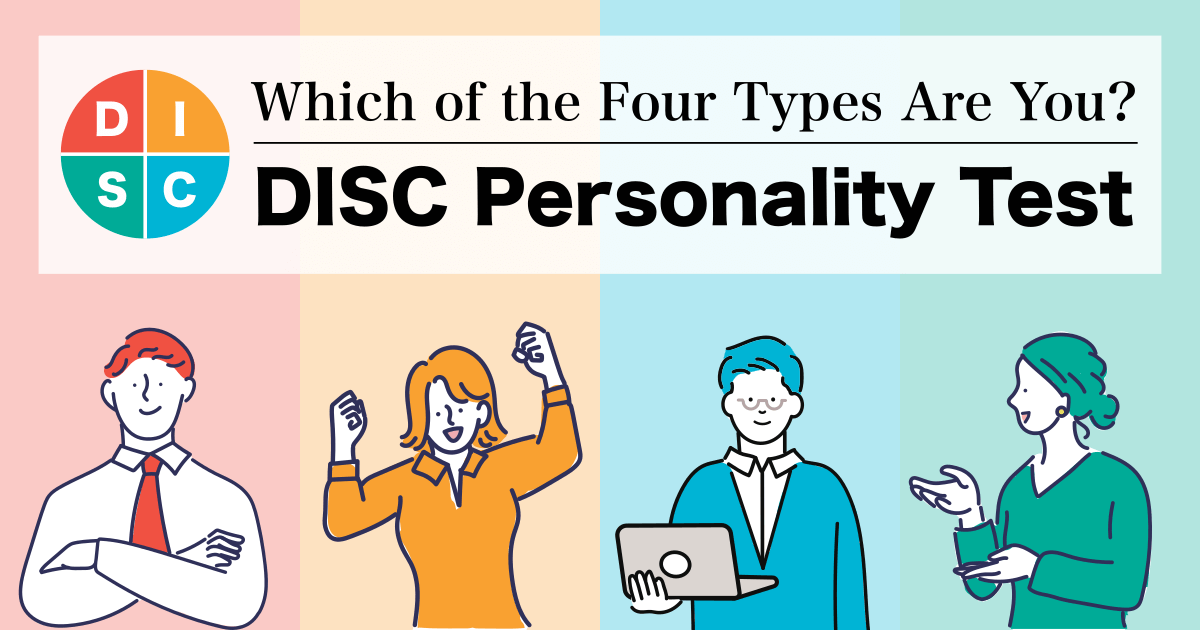 D I
S C
Which of the Four Types Are You?
DISC Personality Test